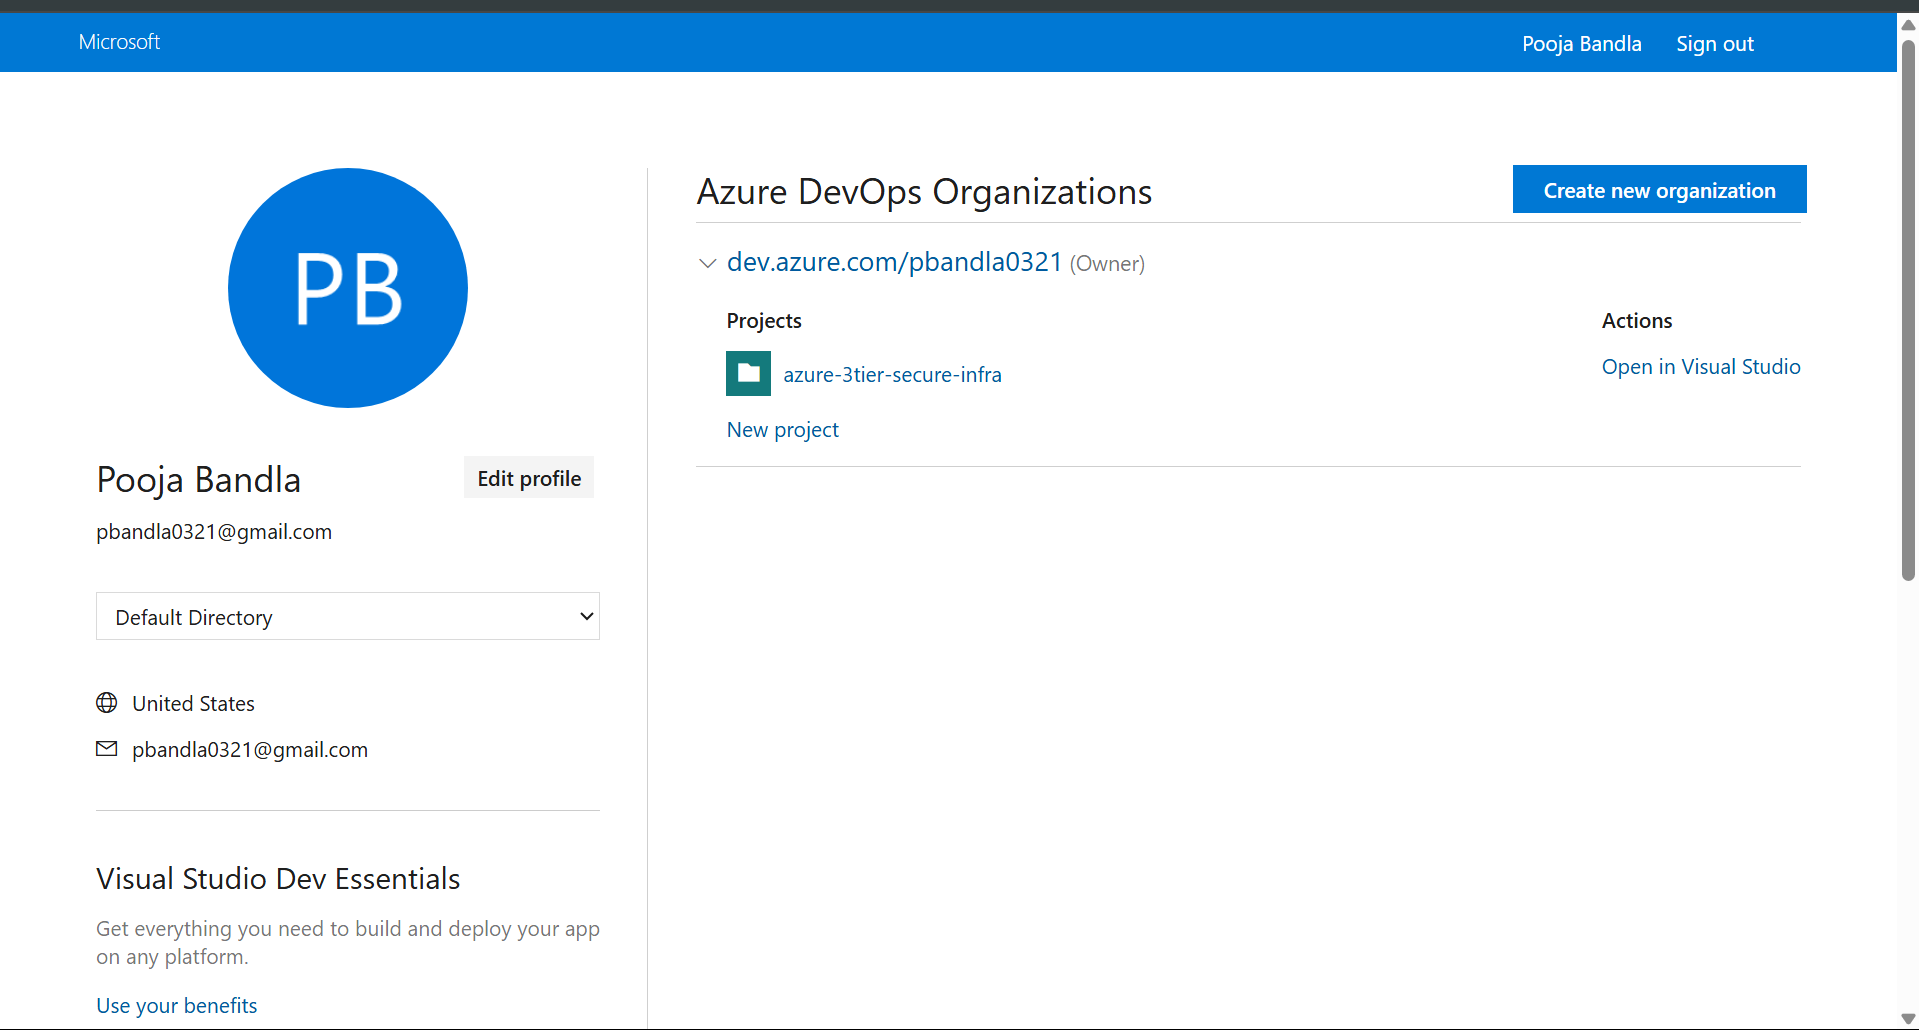 Microsoft
Pooja Bandla
Sign out
PB
Pooja Bandla
Edit profile
pbandla0321@gmail.com
Default Directory
United States
pbandla0321@gmail.com
Visual Studio Dev Essentials
Get everything you need to build and deploy your app
on any platform.
Use your benefits
Azure DevOps Organizations
Create new organization
dev.azure.com/pbandla0321 (Owner)
Projects
Actions
azure-3tier-secure-infra
Open in Visual Studio
New project